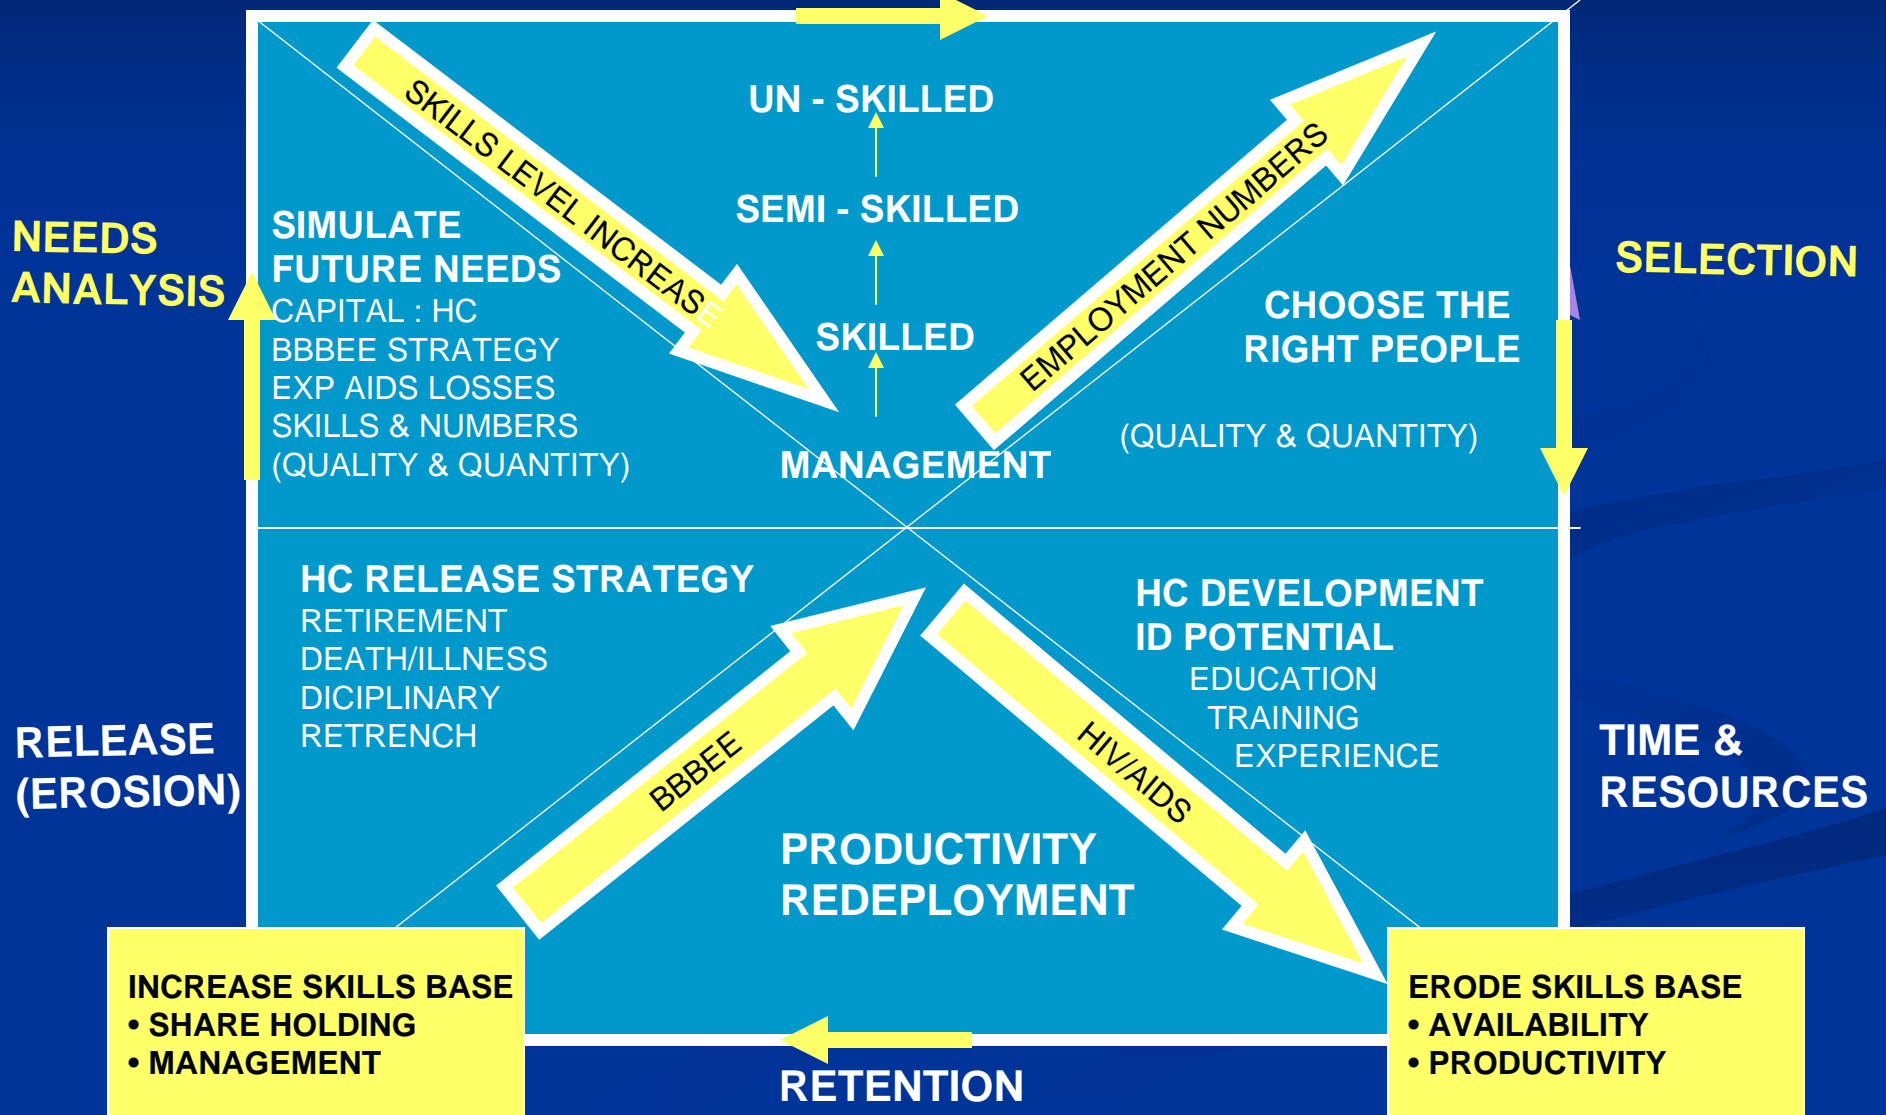 UN - SKILLED
SEMI - SKILLED
SKILLED
MANAGEMENT
SKILLS LEVEL INCREASE
EMPLOYMENT NUMBERS
NEEDS
ANALYSIS
SIMULATE
FUTURE NEEDS
CAPITAL : HC
BBBEE STRATEGY
EXP AIDS LOSSES
SKILLS & NUMBERS
(QUALITY & QUANTITY)
SELECTION
CHOOSE THE
RIGHT PEOPLE
(QUALITY & QUANTITY)
HC RELEASE STRATEGY
RETIREMENT
DEATH/ILLNESS
DICIPLINARY
RETRENCH
RELEASE
(EROSION)
BBBEE
HIV/AIDS
HC DEVELOPMENT
ID POTENTIAL
EDUCATION
TRAINING
EXPERIENCE
TIME &
RESOURCES
PRODUCTIVITY
REDEPLOYMENT
INCREASE SKILLS BASE
• SHARE HOLDING
• MANAGEMENT
ERODE SKILLS BASE
• AVAILABILITY
• PRODUCTIVITY
RETENTION